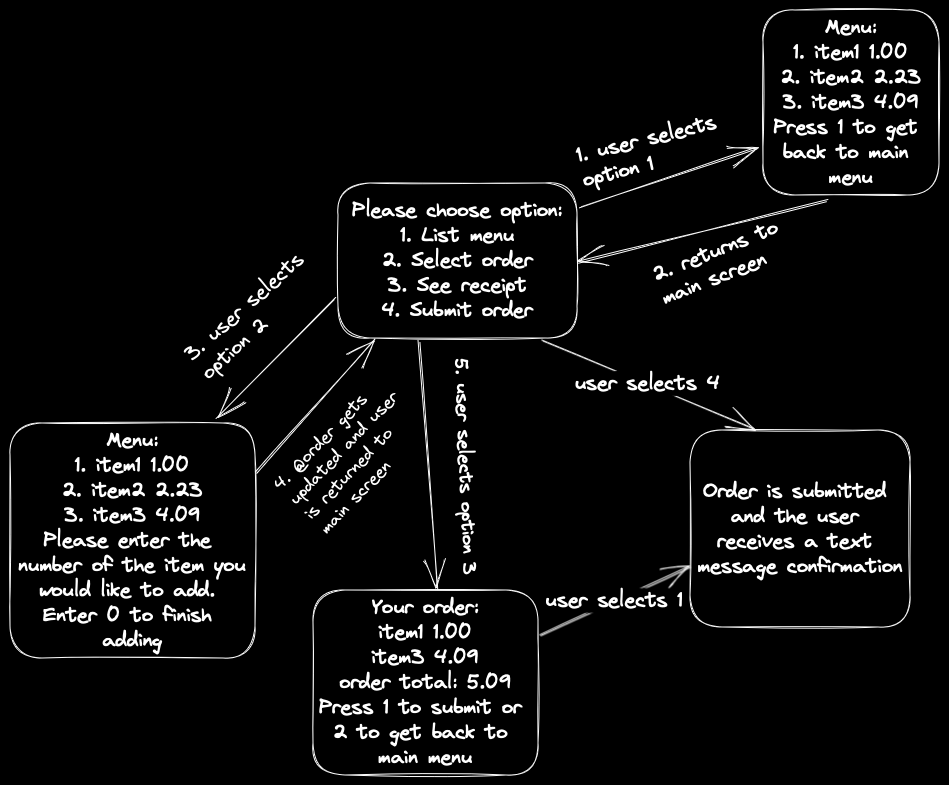 Menu:
1. item1 1.00
2. item2 2.23
3. item3 4.09
Press 1 to get
back to main
menu
1. user selects
option 1
2. returns to
main screen
Please choose option:
1. List menu
2. Select order
3. See receipt
4. Submit order
3. user selects
option 2
4. @order gets
updated and user
is returned to
main screen
5. user selects option 3
user selects 4
Menu:
1. item1 1.00
2. item2 2.23
3. item3 4.09
Please enter the
number of the item you
would like to add.
Enter 0 to finish
adding
Order is submitted
and the user
receives a text
message confirmation
user selects 1
Your order:
item1 1.00
item3 4.09
order total: 5.09
Press 1 to submit or
2 to get back to
main menu